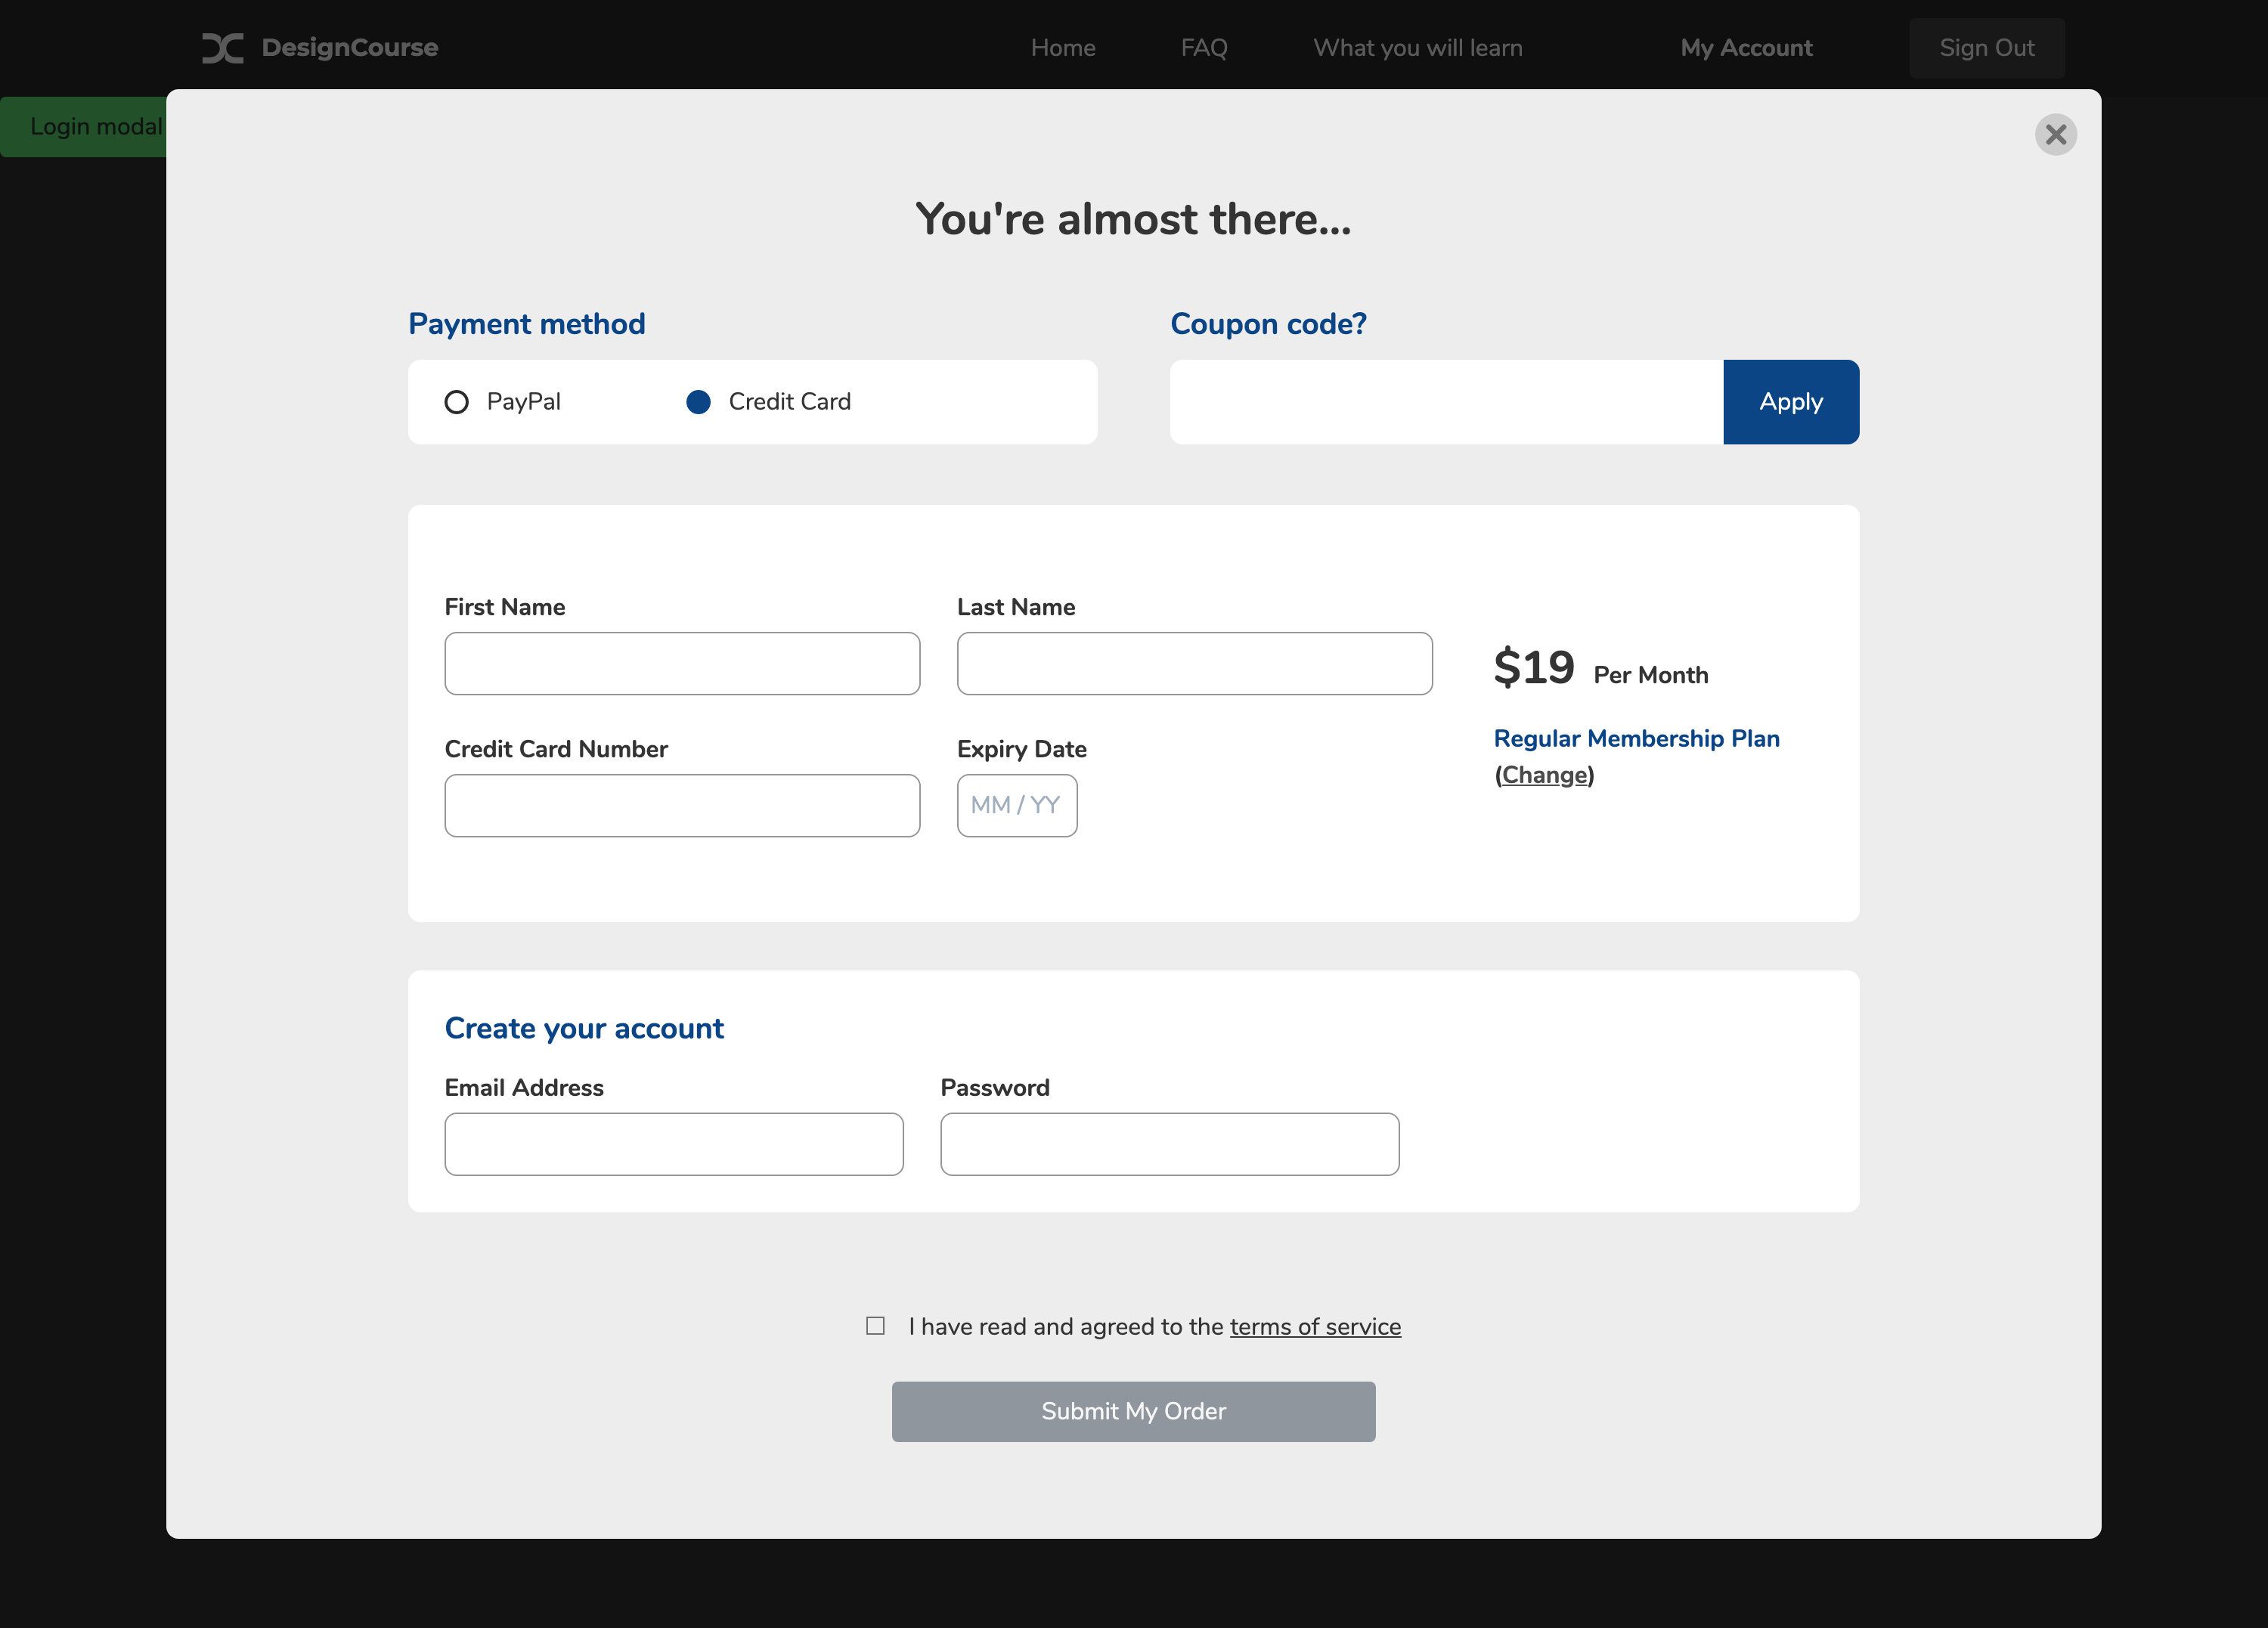 DesignCourse
Home FAQ What you will learn My Account Sign Out
Login modal
You're almost there...
Payment method
PayPal Credit Card
Coupon code?
Apply
First Name
Last Name
Credit Card Number
Expiry Date
MM / YY
$19 Per Month
Regular Membership Plan
(Change)
Create your account
Email Address
Password
I have read and agreed to the terms of service
Submit My Order